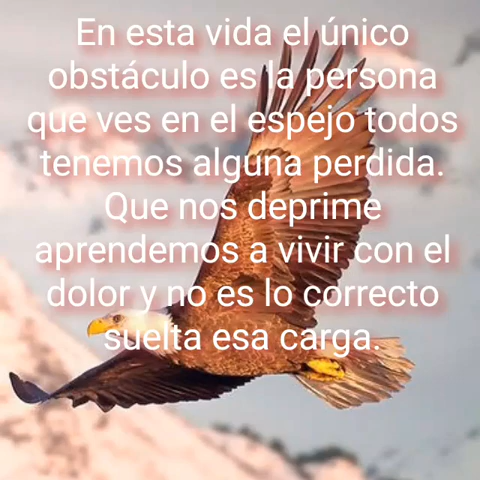 En esta vida el único
obstáculo es la persona
que ves en el espejo todos
tenemos alguna perdida.
Que nos deprime
aprendemos a vivir con el
dolor y no es lo correcto
suelta esa carga.